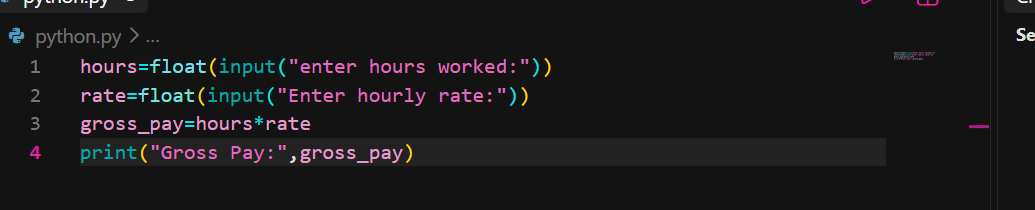 python.py
python.py > ...
1 hours=float(input("enter hours worked:"))
2 rate=float(input("Enter hourly rate:"))
3 gross_pay=hours*rate
4 print("Gross Pay:",gross_pay)
Se